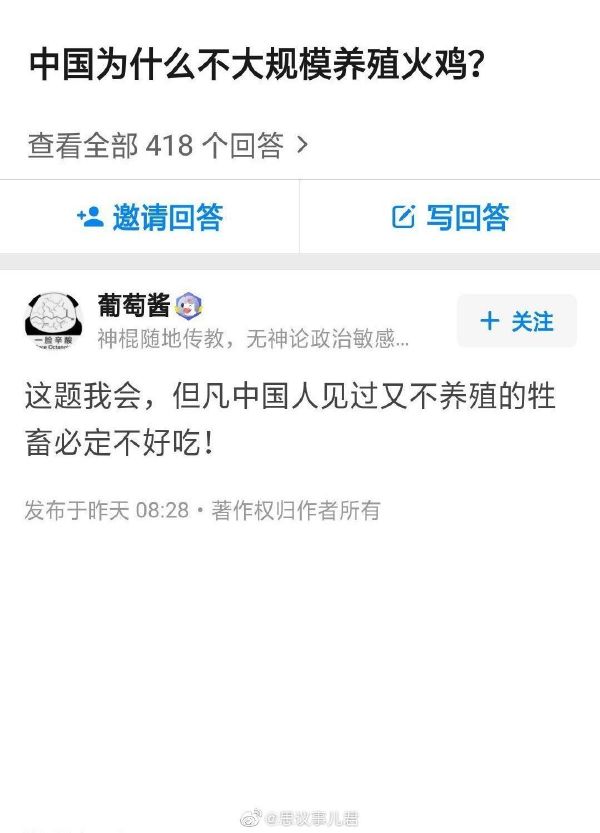 中国为什么不大规模养殖火鸡？
查看全部 418 个回答 >
邀请回答
写回答
葡萄酱
神棍随地传教，无神论政治敏感...
+ 关注
一脸辛酸
这题我会，但凡中国人见过又不养殖的牲
畜必定不好吃！
发布于昨天 08:28 · 著作权归作者所有
@思议事儿君